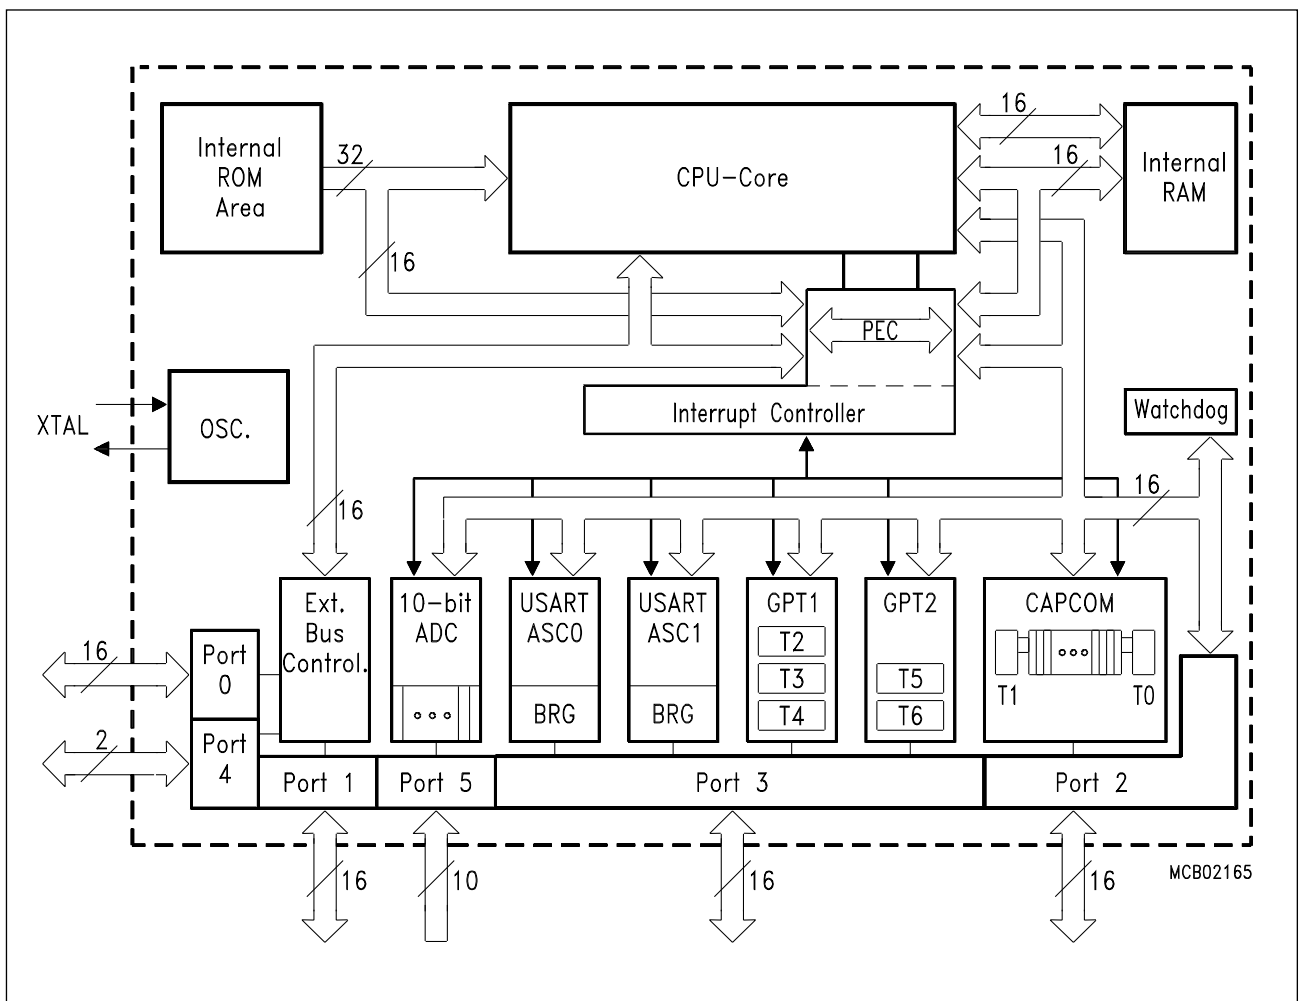 Internal
ROM
Area
32
16
CPU-Core
16
16
Internal
RAM
PEC
Interrupt Controller
XTAL
OSC.
Watchdog
16
16
Ext.
Bus
Control.
10-bit
ADC
USART
ASC0
BRG
USART
ASC1
BRG
GPT1
T2
T3
T4
GPT2
T5
T6
CAPCOM
T1
T0
16
Port
0
2
Port
4
Port 1
Port 5
Port 3
Port 2
16
10
16
16
MCB02165